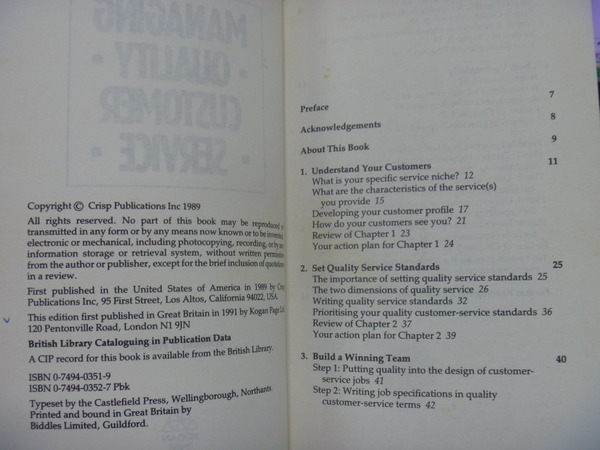 MANAGING
· QUALITY ·
CUSTOMER
· SERVICE ·
Copyright © Crisp Publications Inc 1989
All rights reserved. No part of this book may be reproduced or
transmitted in any form or by any means now known or to be invented,
electronic or mechanical, including photocopying, recording, or by any
information storage or retrieval system, without written permission
from the author or publisher, except for the brief inclusion of quotations
in a review.
First published in the United States of America in 1989 by Crisp
Publications Inc, 95 First Street, Los Altos, California 94022, USA.
This edition first published in Great Britain in 1991 by Kogan Page Ltd,
120 Pentonville Road, London N1 9JN
British Library Cataloguing in Publication Data
A CIP record for this book is available from the British Library.
ISBN 0-7494-0351-9
ISBN 0-7494-0352-7 Pbk
Typeset by the Castlefield Press, Wellingborough, Northants.
Printed and bound in Great Britain by
Biddles Limited, Guildford.
Preface 7
Acknowledgements 8
About This Book 9
1. Understand Your Customers 11
What is your specific service niche? 12
What are the characteristics of the service(s)
you provide 15
Developing your customer profile 17
How do your customers see you? 21
Review of Chapter 1 23
Your action plan for Chapter 1 24
2. Set Quality Service Standards 25
The importance of setting quality service standards 25
The two dimensions of quality service 26
Writing quality service standards 32
Prioritising your quality customer-service standards 36
Review of Chapter 2 37
Your action plan for Chapter 2 39
3. Build a Winning Team 40
Step 1: Putting quality into the design of customer-
service jobs 41
Step 2: Writing job specifications in quality
customer-service terms 42